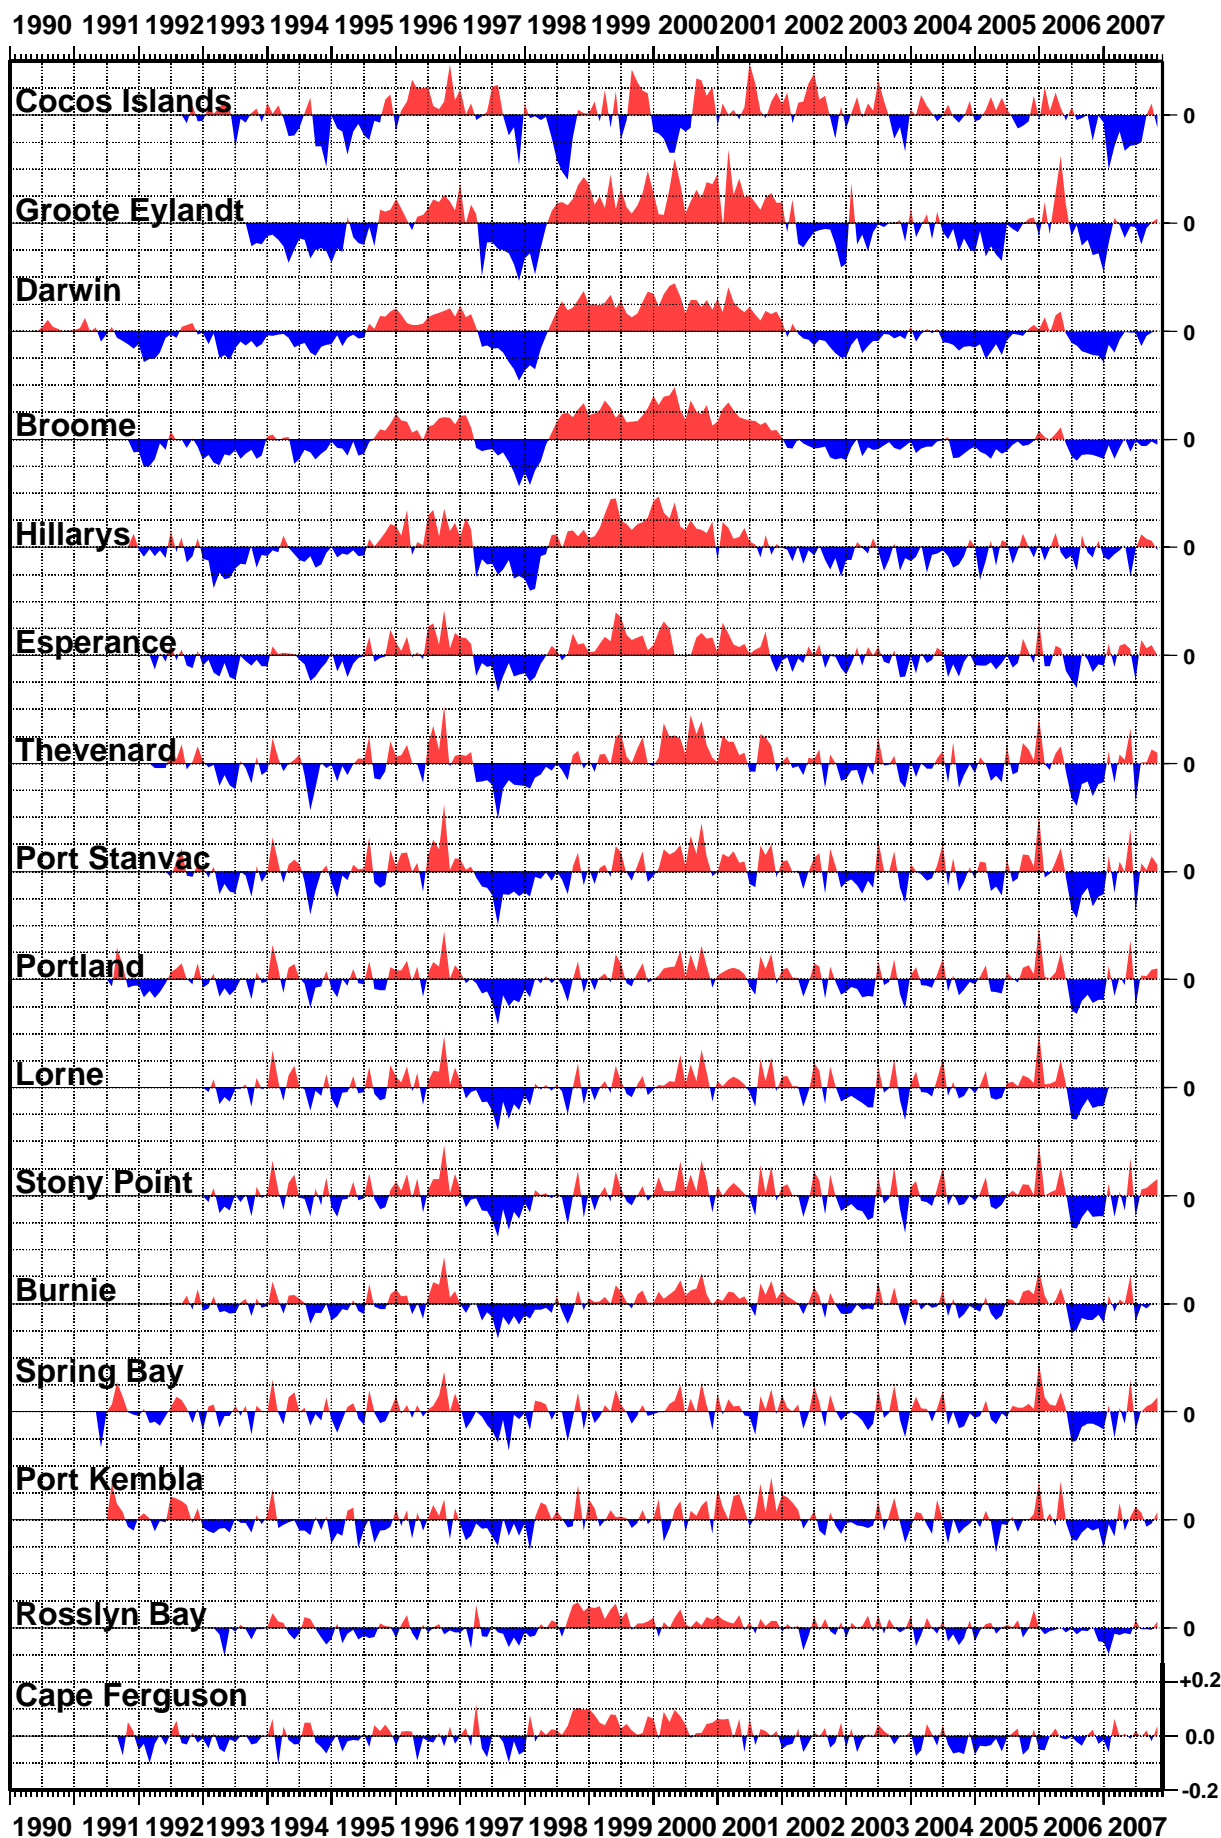 1990 1991 1992 1993 1994 1995 1996 1997 1998 1999 2000 2001 2002 2003 2004 2005 2006 2007
Cocos Islands 0
Groote Eylandt 0
Darwin 0
Broome 0
Hillarys 0
Esperance 0
Thevenard 0
Port Stanvac 0
Portland 0
Lorne 0
Stony Point 0
Burnie 0
Spring Bay 0
Port Kembla 0
Rosslyn Bay 0
+0.2
Cape Ferguson
0.0
-0.2
1990 1991 1992 1993 1994 1995 1996 1997 1998 1999 2000 2001 2002 2003 2004 2005 2006 2007